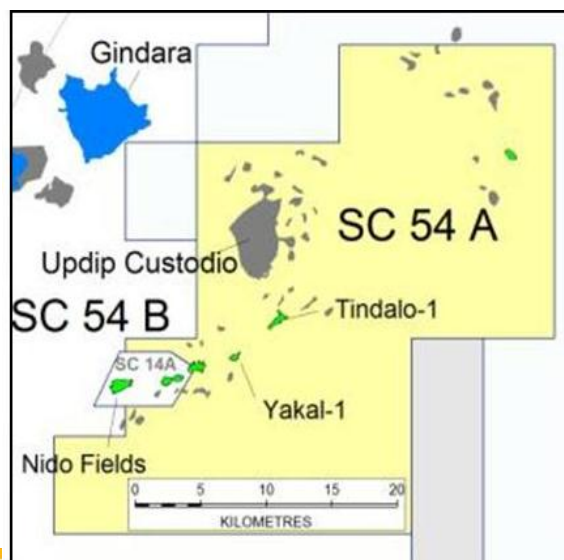 Gindara
SC 54 A
Updip Custodio
SC 54 B
Tindalo-1
SC 14A
Yakal-1
Nido Fields
0 5 10 15 20
KILOMETRES